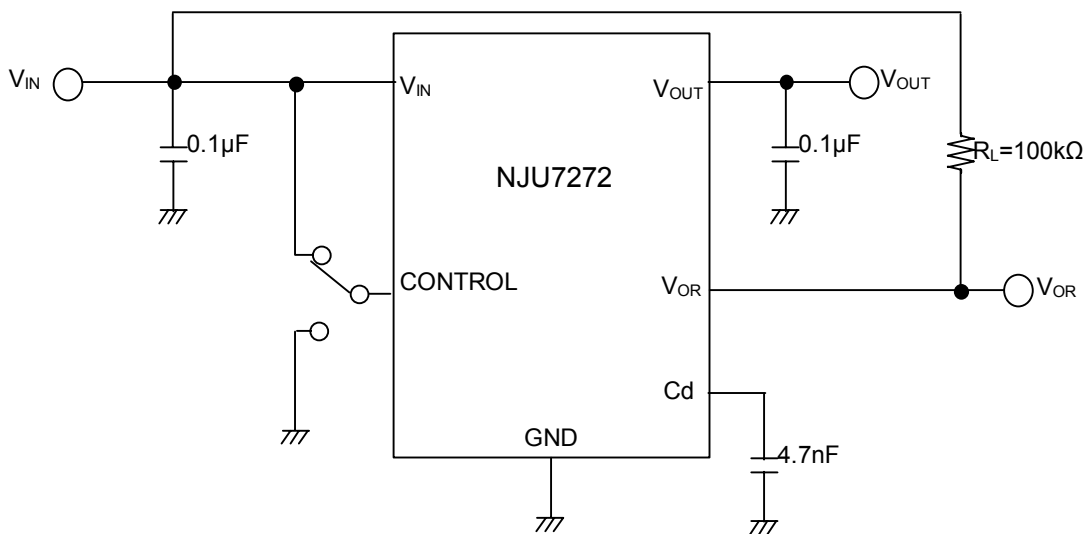 VIN
VIN
VOUT
VOUT
0.1µF
0.1µF
RL=100kΩ
NJU7272
CONTROL
VOR
VOR
Cd
GND
4.7nF